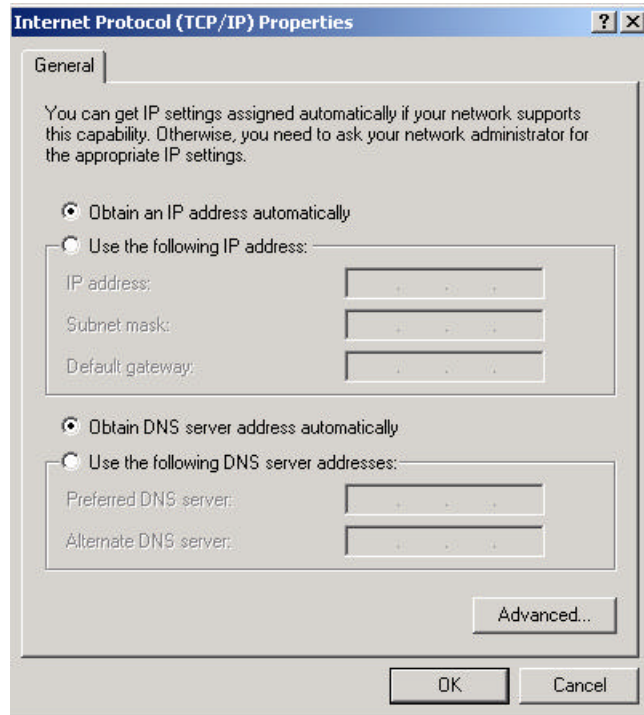 Internet Protocol (TCP/IP) Properties
General
You can get IP settings assigned automatically if your network supports
this capability. Otherwise, you need to ask your network administrator for
the appropriate IP settings.
Obtain an IP address automatically
Use the following IP address:
IP address:
Subnet mask:
Default gateway:
Obtain DNS server address automatically
Use the following DNS server addresses:
Preferred DNS server:
Alternate DNS server:
Advanced...
OK Cancel